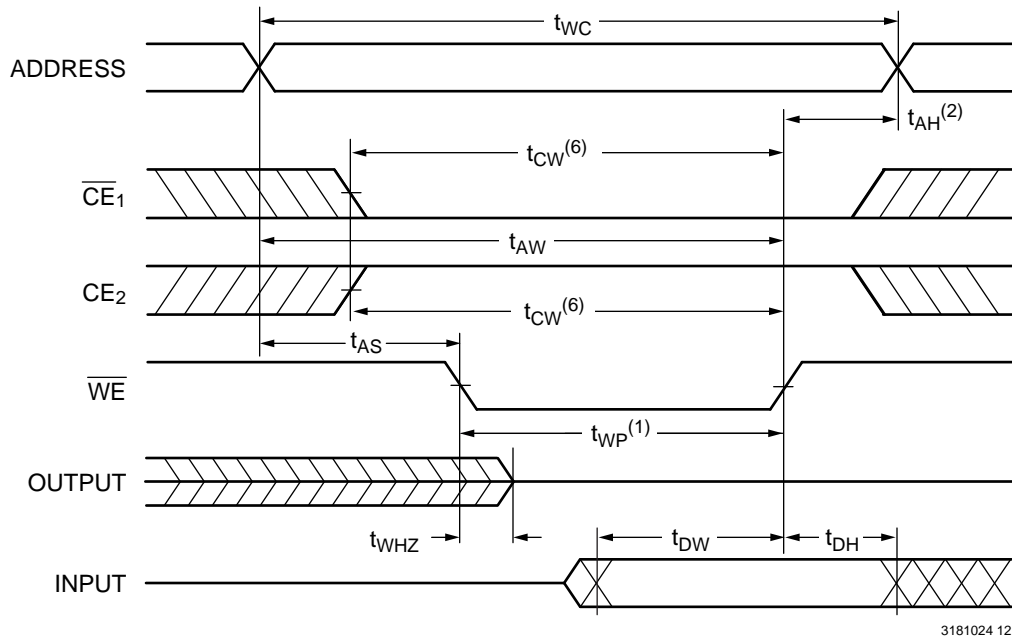 tWC
ADDRESS
tAH(2)
tCW(6)
CE1
tAW
CE2
tCW(6)
tAS
WE
tWP(1)
OUTPUT
tWHZ
tDW
tDH
INPUT
3181024 12